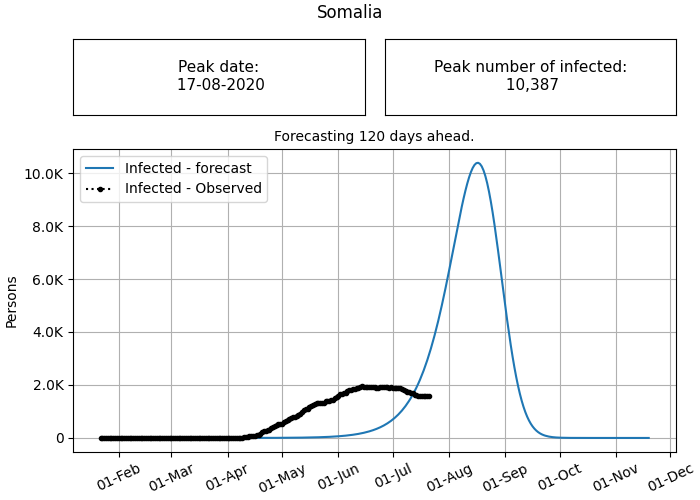 Somalia
Peak date:
17-08-2020
Peak number of infected:
10,387
Forecasting 120 days ahead.
Infected - forecast
Infected - Observed
10.0K
8.0K
6.0K
4.0K
2.0K
0
Persons
01-Feb
01-Mar
01-Apr
01-May
01-Jun
01-Jul
01-Aug
01-Sep
01-Oct
01-Nov
01-Dec